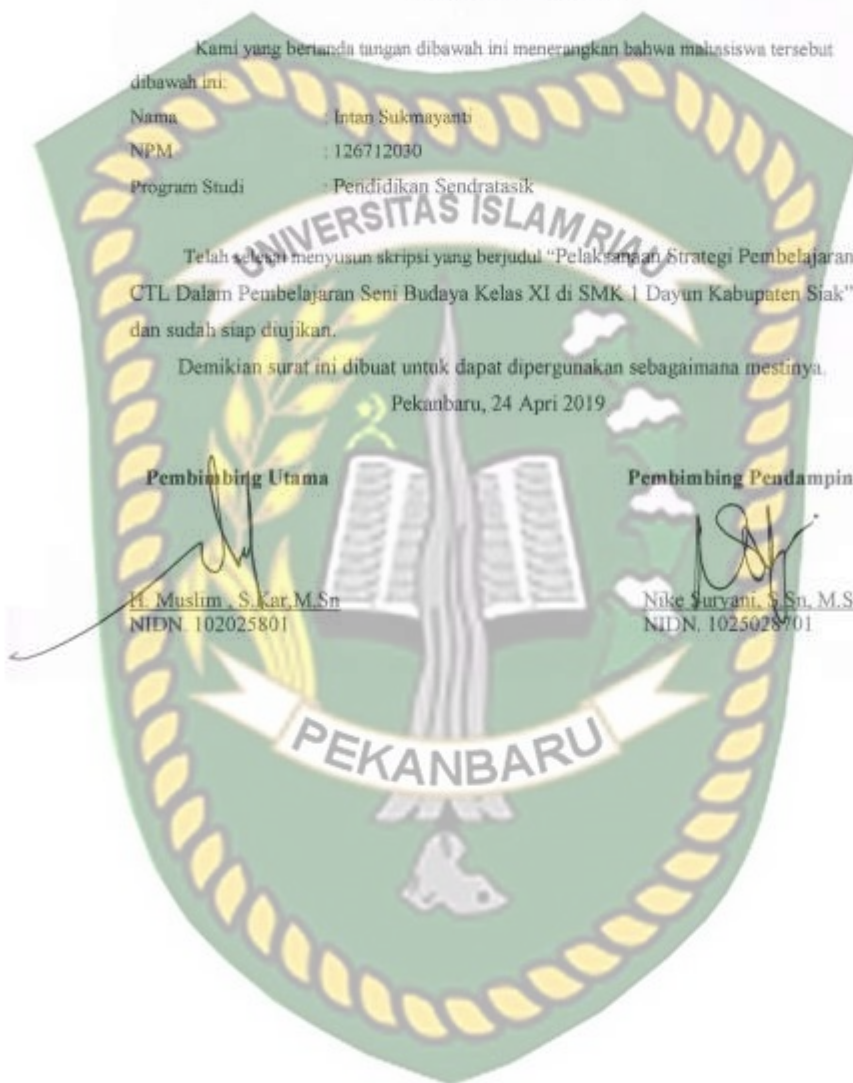 Kami yang bertanda tangan dibawah ini menerangkan bahwa mahasiswa tersebut
dibawah ini:
Nama : Intan Sukmayanti
NPM : 126712030
Program Studi : Pendidikan Sendratasik
UNIVERSITAS ISLAM RIAU
Telah selesai menyusun skripsi yang berjudul “Pelaksanaan Strategi Pembelajaran
CTL Dalam Pembelajaran Seni Budaya Kelas XI di SMK 1 Dayun Kabupaten Siak”
dan sudah siap diujikan.
Demikian surat ini dibuat untuk dapat dipergunakan sebagaimana mestinya.
Pekanbaru, 24 Apri 2019
Pembimbing Utama Pembimbing Pendampin
H. Muslim , S.Kar,M.Sn Nike Suryani, S.Sn, M.S
NIDN. 102025801 NIDN. 1025028701
PEKANBARU